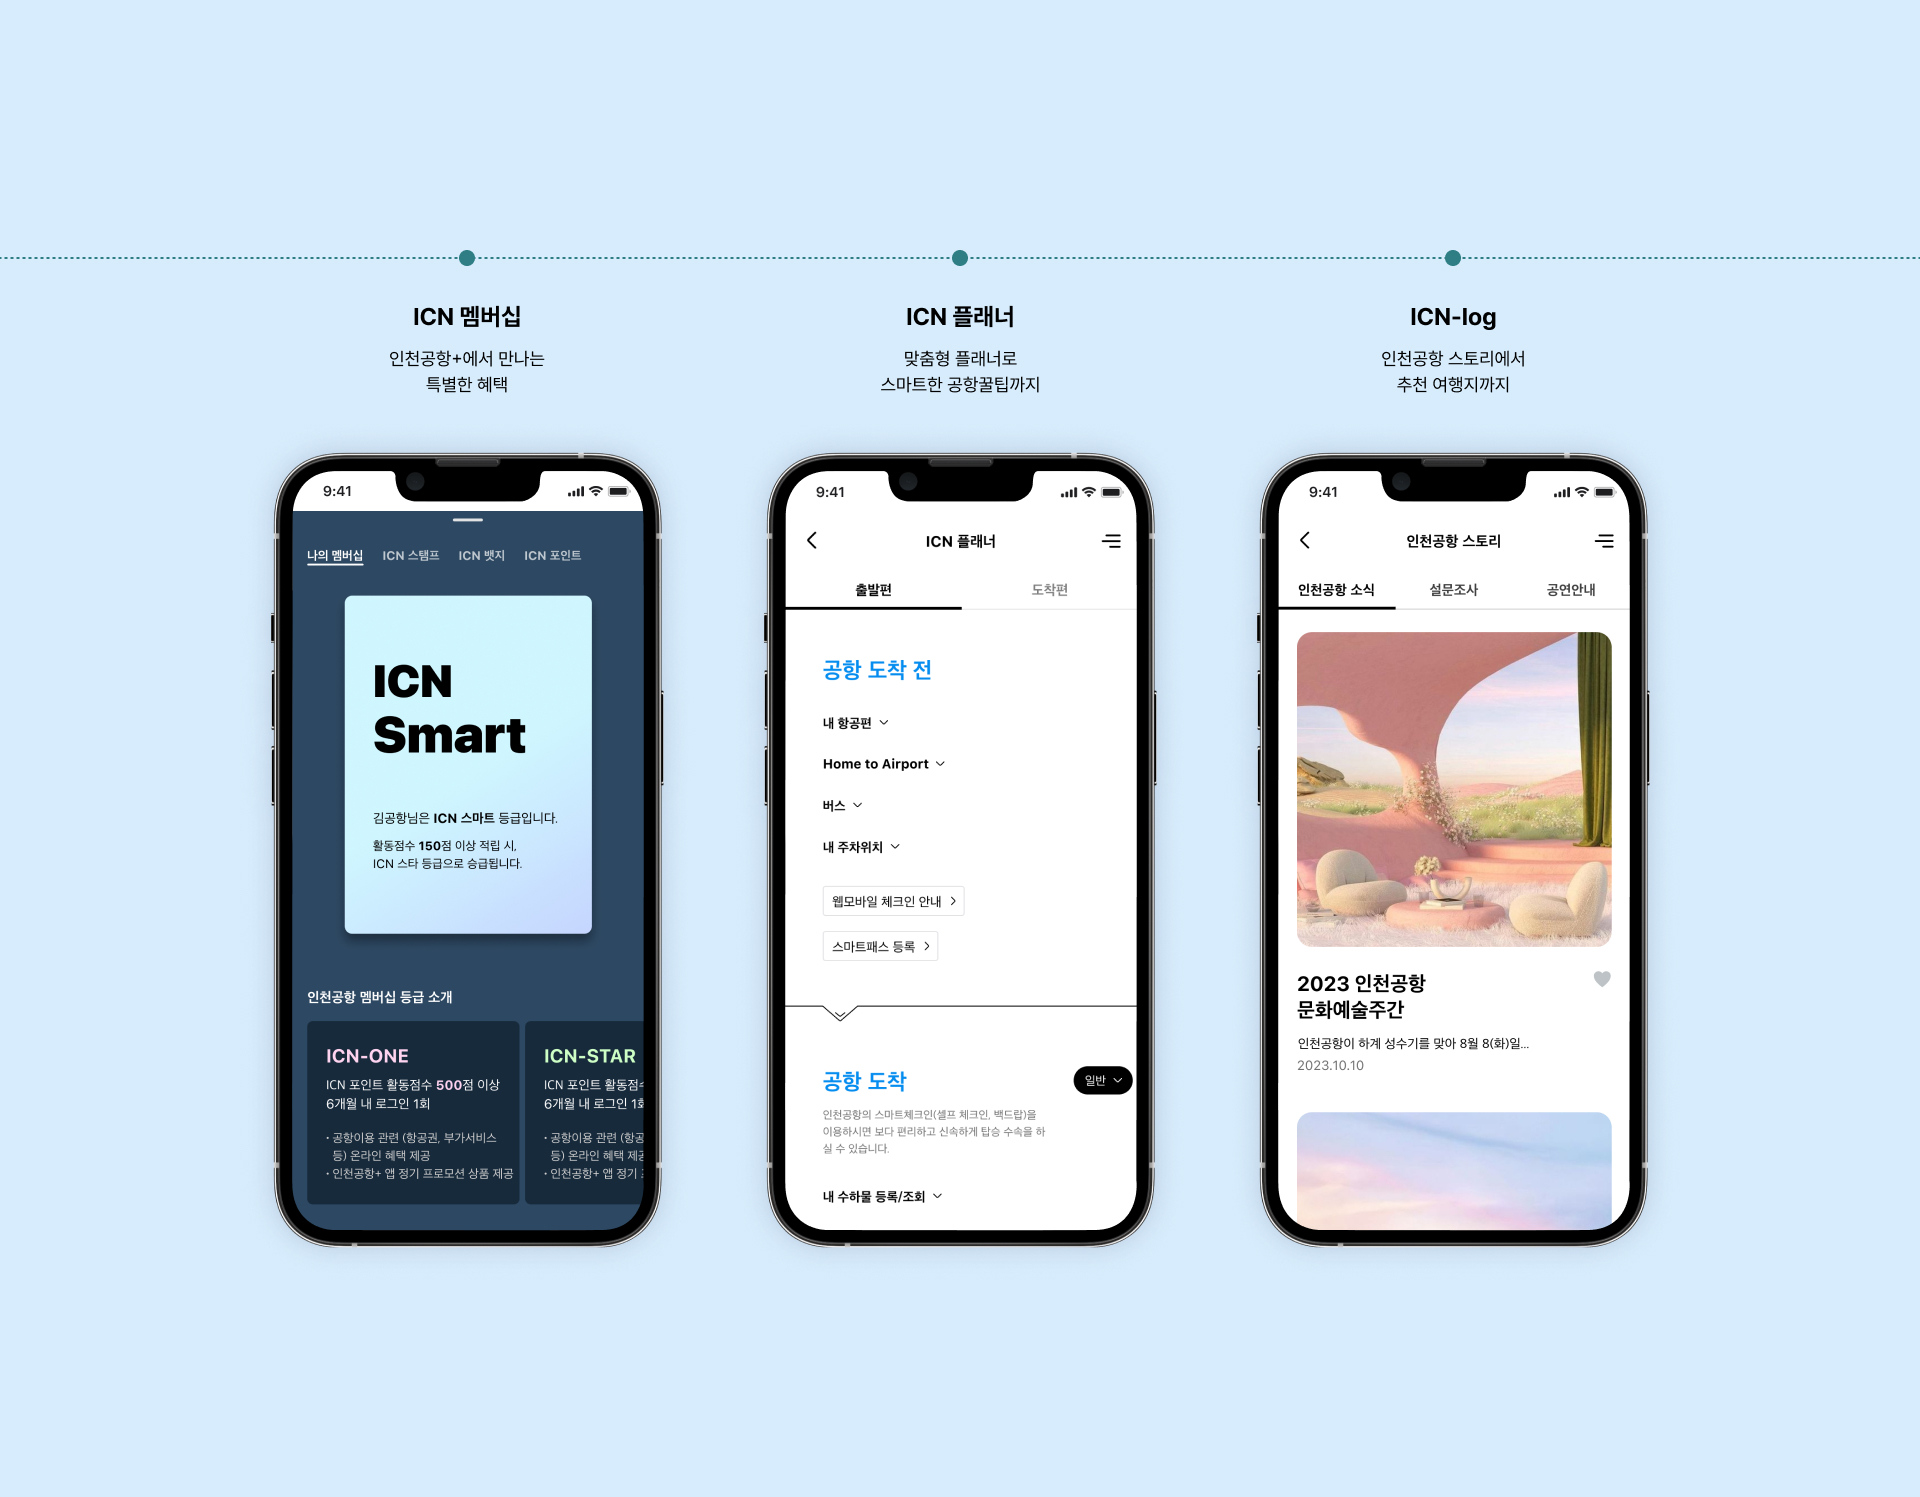 ICN 멤버십
인천공항+에서 만나는
특별한 혜택
ICN 플래너
맞춤형 플래너로
스마트한 공항꿀팁까지
ICN-log
인천공항 스토리에서
추천 여행지까지
9:41
나의 멤버십 ICN 스탬프 ICN 뱃지 ICN 포인트
ICN
Smart
김공항님은 ICN 스마트 등급입니다.
활동점수 150점 이상 적립 시,
ICN 스타 등급으로 승급됩니다.
인천공항 멤버십 등급 소개
ICN-ONE
ICN 포인트 활동점수 500점 이상
6개월 내 로그인 1회
· 공항이용 관련 (항공권, 부가서비스
등) 온라인 혜택 제공
· 인천공항+ 앱 정기 프로모션 상품 제공
ICN-STAR
ICN 포인트 활동점수
6개월 내 로그인 1회
· 공항이용 관련 (항공
등) 온라인 혜택 제공
· 인천공항+ 앱 정기
9:41
ICN 플래너
출발편 도착편
공항 도착 전
내 항공편
Home to Airport
버스
내 주차위치
웹모바일 체크인 안내
스마트패스 등록
공항 도착
일반
인천공항의 스마트체크인(셀프 체크인, 백드랍)을
이용하시면 보다 편리하고 신속하게 탑승 수속을 하
실 수 있습니다.
내 수하물 등록/조회
9:41
인천공항 스토리
인천공항 소식 설문조사 공연안내
2023 인천공항
문화예술주간
인천공항이 하계 성수기를 맞아 8월 8(화)일...
2023.10.10